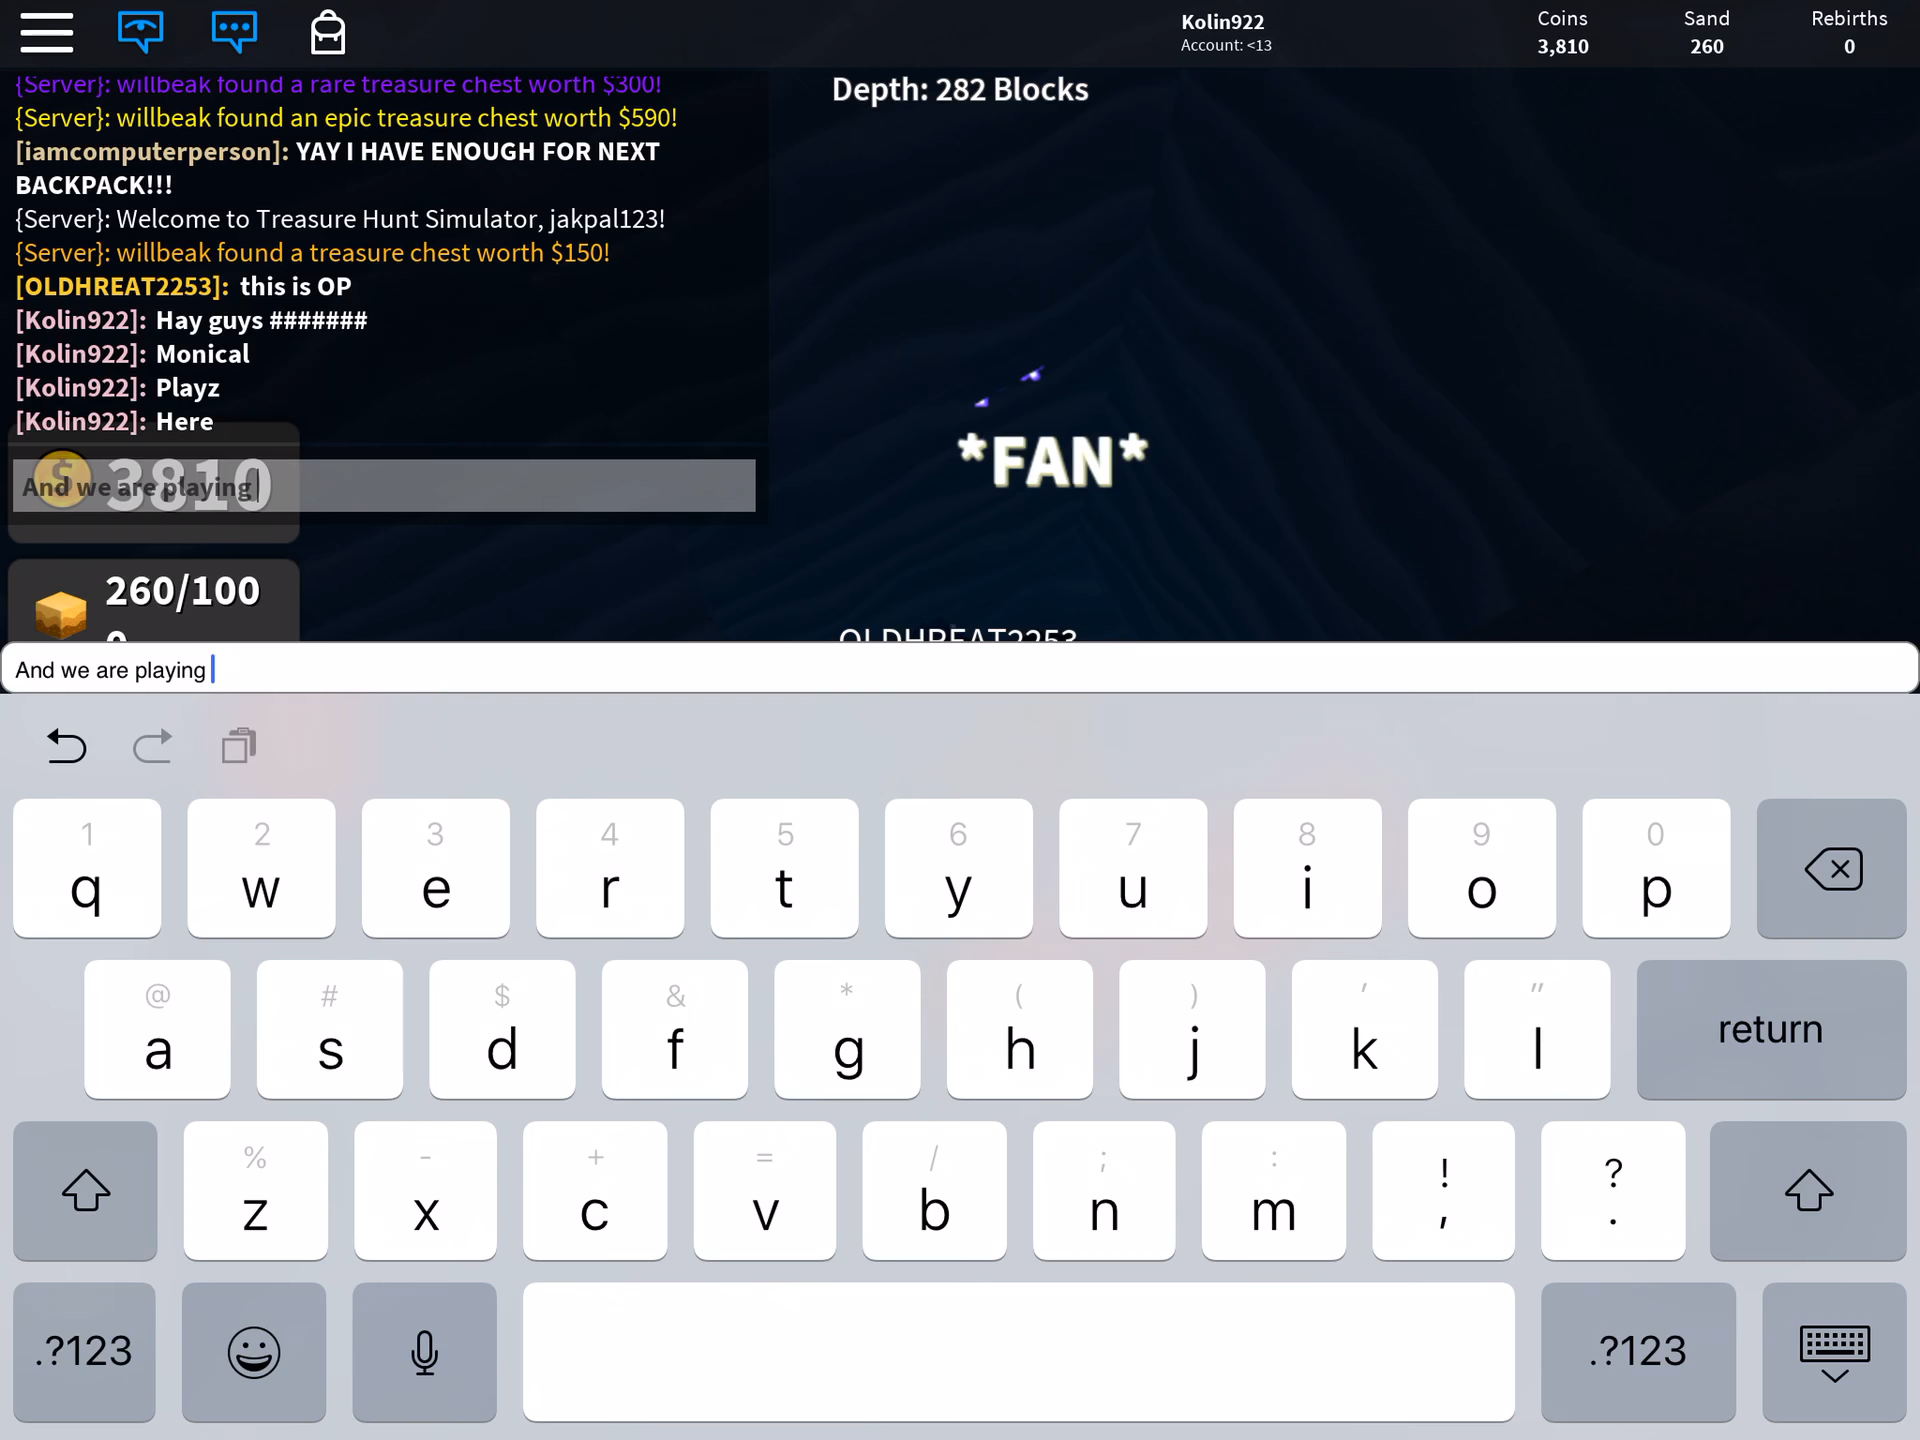 Kolin922
Account: <13
Coins
3,810
Sand
260
Rebirths
0
{Server}: willbeak found a rare treasure chest worth $300!
{Server}: willbeak found an epic treasure chest worth $590!
[iamcomputerperson]: YAY I HAVE ENOUGH FOR NEXT
BACKPACK!!!
{Server}: Welcome to Treasure Hunt Simulator, jakpal123!
{Server}: willbeak found a treasure chest worth $150!
[OLDHREAT2253]: this is OP
[Kolin922]: Hay guys #######
[Kolin922]: Monical
[Kolin922]: Playz
[Kolin922]: Here
Depth: 282 Blocks
*FAN*
$ 3810
And we are playing
260/100
0
OLDHREAT2253
And we are playing
1 2 3 4 5 6 7 8 9 0
q w e r t y u i o p
@ # $ & * ( ) ' "
a s d f g h j k l return
% - + = / ; : ! ?
z x c v b n m , .
.?123 .?123